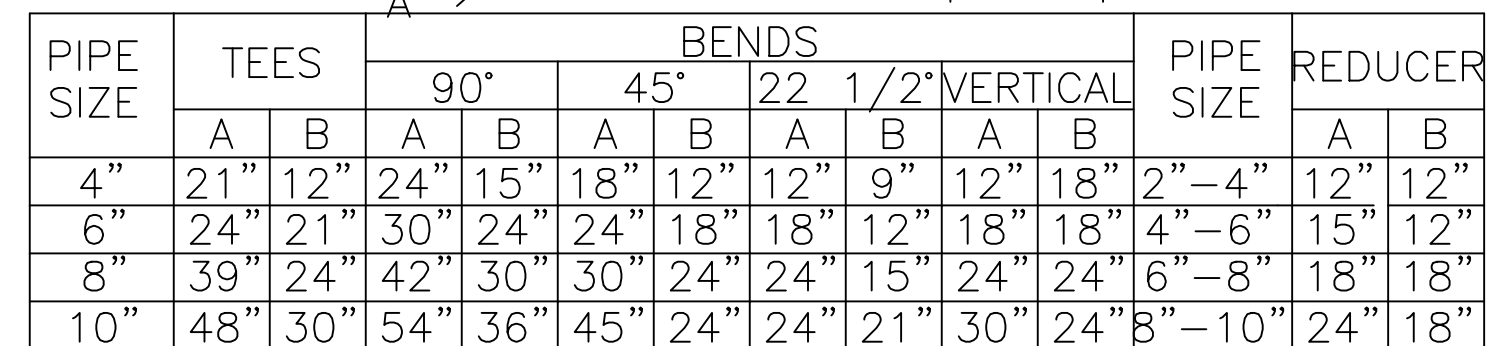 A
PIPE SIZE TEES BENDS PIPE SIZE REDUCER
90° 45° 22 1/2° VERTICAL
A B A B A B A B A B A B
4” 21” 12” 24” 15” 18” 12” 12” 9” 12” 18” 2”–4” 12” 12”
6” 24” 21” 30” 24” 24” 18” 18” 12” 18” 18” 4”–6” 15” 12”
8” 39” 24” 42” 30” 30” 24” 24” 15” 24” 24” 6”–8” 18” 18”
10” 48” 30” 54” 36” 45” 24” 24” 21” 30” 24” 8”–10” 24” 18”